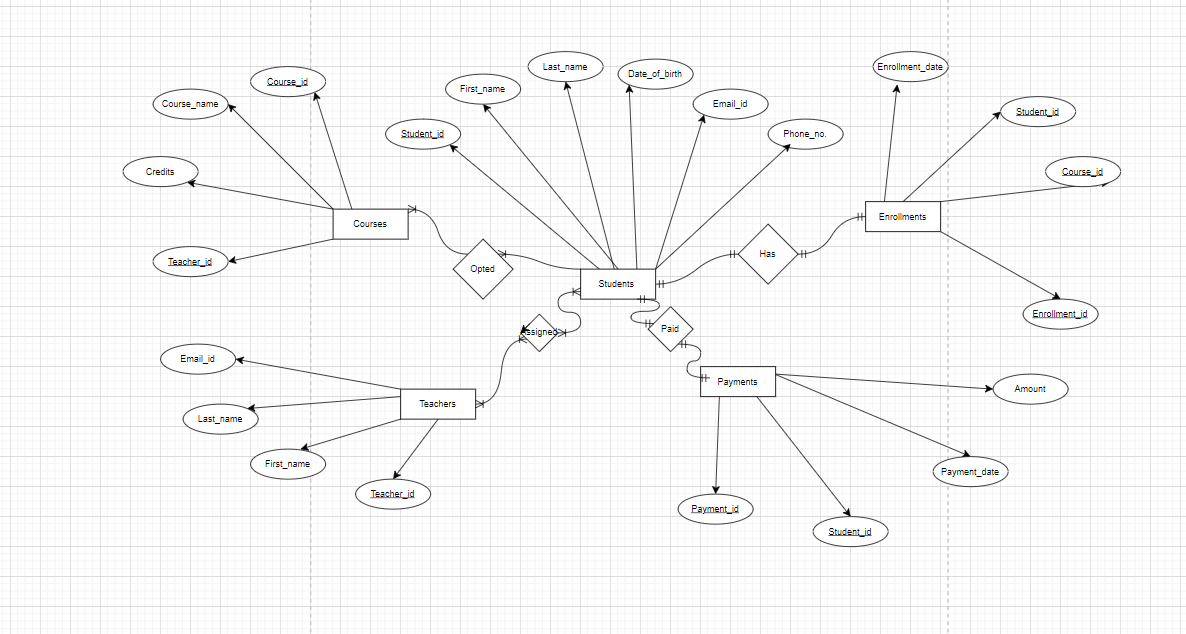 Last_name
Enrollment_date
Date_of_birth
Course_id
First_name
Course_name
Email_id
Student_id
Student_id
Phone_no.
Credits
Course_id
Courses
Enrollments
Has
Teacher_id
Opted
Students
Enrollment_id
Assigned
Paid
Email_id
Payments
Amount
Teachers
Last_name
First_name
Payment_date
Teacher_id
Payment_id
Student_id